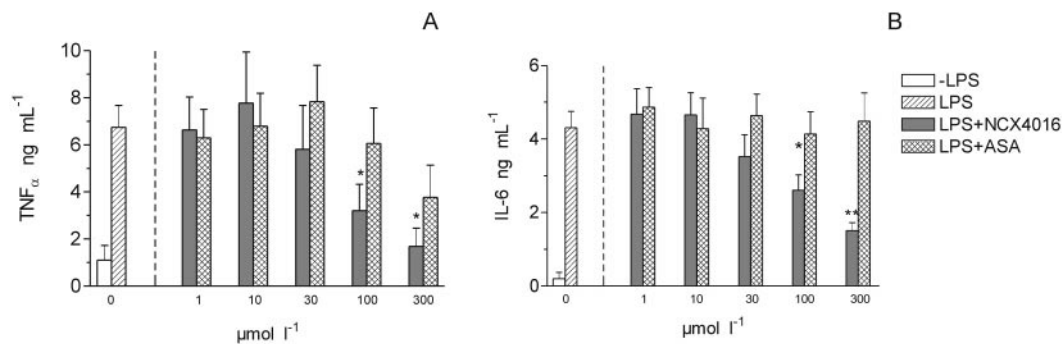 A
10
8
6
4
2
0
TNFα ng mL⁻¹
*
*
0 1 10 30 100 300
µmol l⁻¹
B
6
4
2
0
IL-6 ng mL⁻¹
*
**
0 1 10 30 100 300
µmol l⁻¹
-LPS
LPS
LPS+NCX4016
LPS+ASA